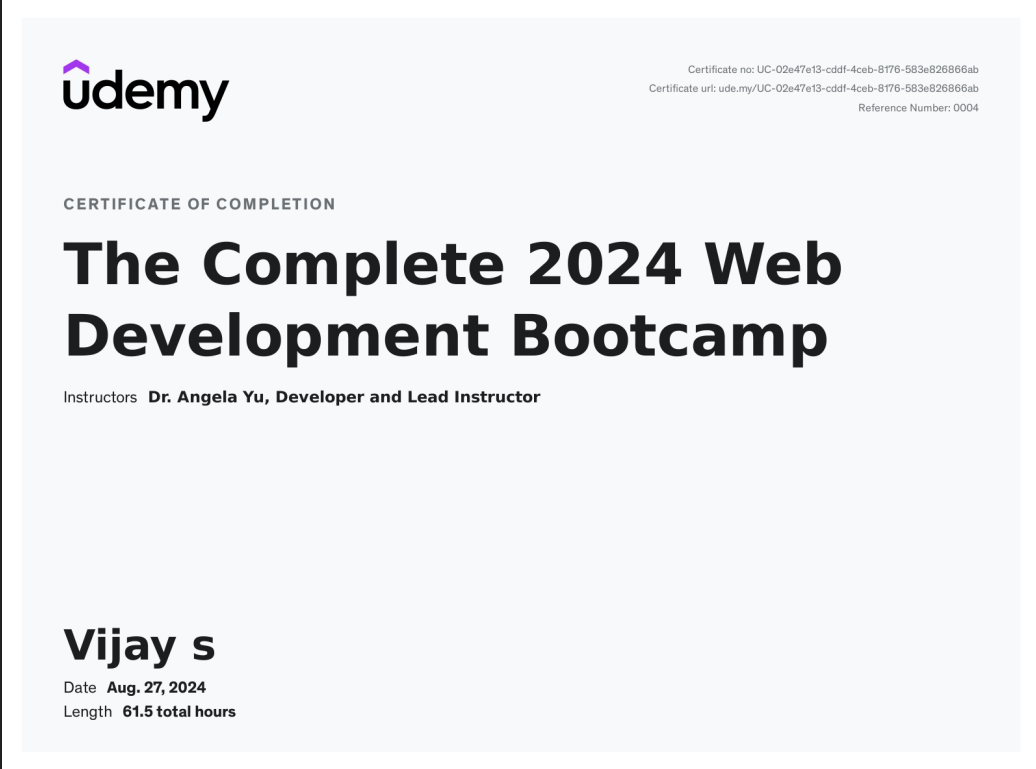 udemy
Certificate no: UC-02e47e13-cddf-4ceb-8176-583e826866ab
Certificate url: ude.my/UC-02e47e13-cddf-4ceb-8176-583e826866ab
Reference Number: 0004
CERTIFICATE OF COMPLETION
The Complete 2024 Web
Development Bootcamp
Instructors Dr. Angela Yu, Developer and Lead Instructor
Vijay s
Date Aug. 27, 2024
Length 61.5 total hours